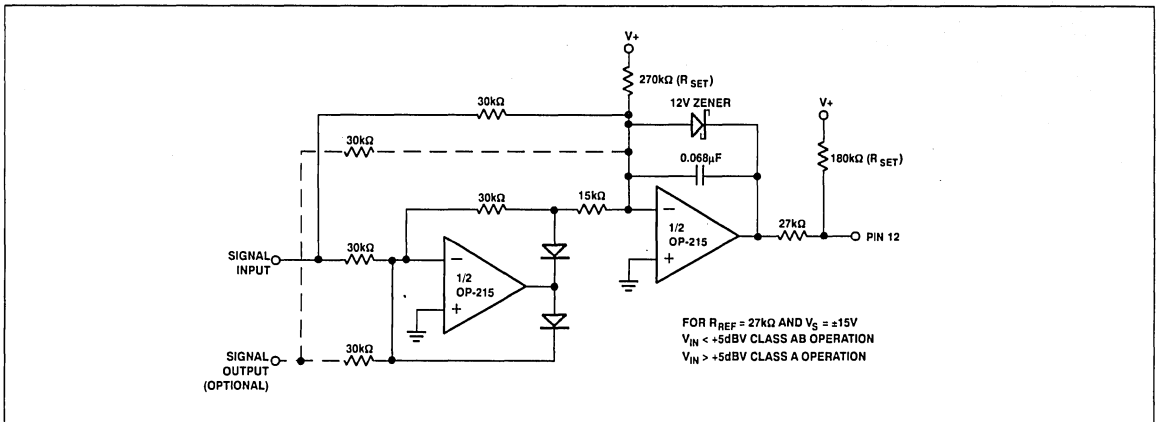 V+
270kΩ (R SET)
30kΩ
12V ZENER
V+
30kΩ
180kΩ (R SET)
0.068µF
30kΩ
15kΩ
−
1/2
OP-215
+
27kΩ
PIN 12
SIGNAL
INPUT
30kΩ
−
1/2
OP-215
+
FOR R REF = 27kΩ AND V S = ±15V
V IN < +5dBV CLASS AB OPERATION
V IN > +5dBV CLASS A OPERATION
SIGNAL
OUTPUT
(OPTIONAL)
30kΩ